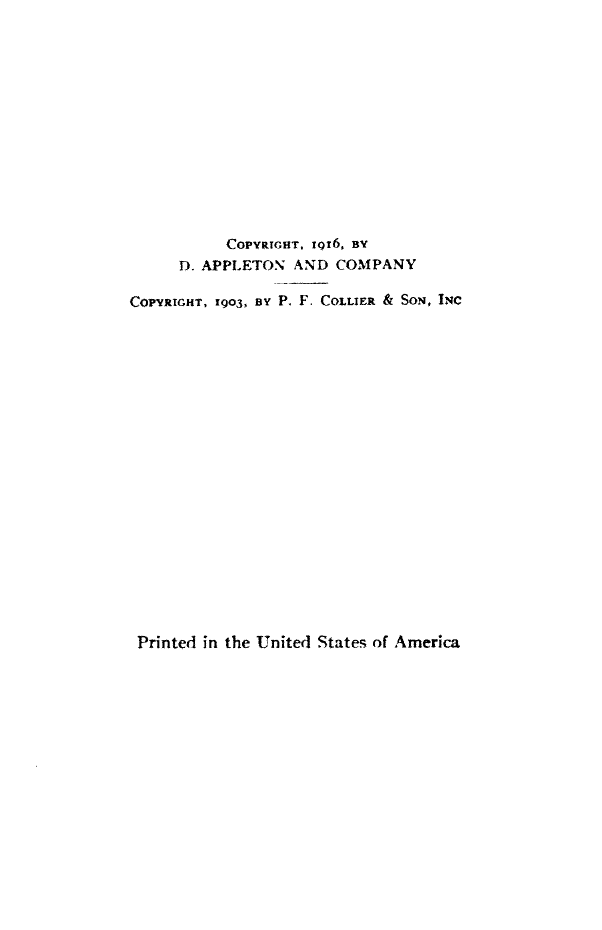 Copyright, 1916, by
D. APPLETON AND COMPANY
Copyright, 1903, by P. F. Collier & Son, Inc
Printed in the United States of America